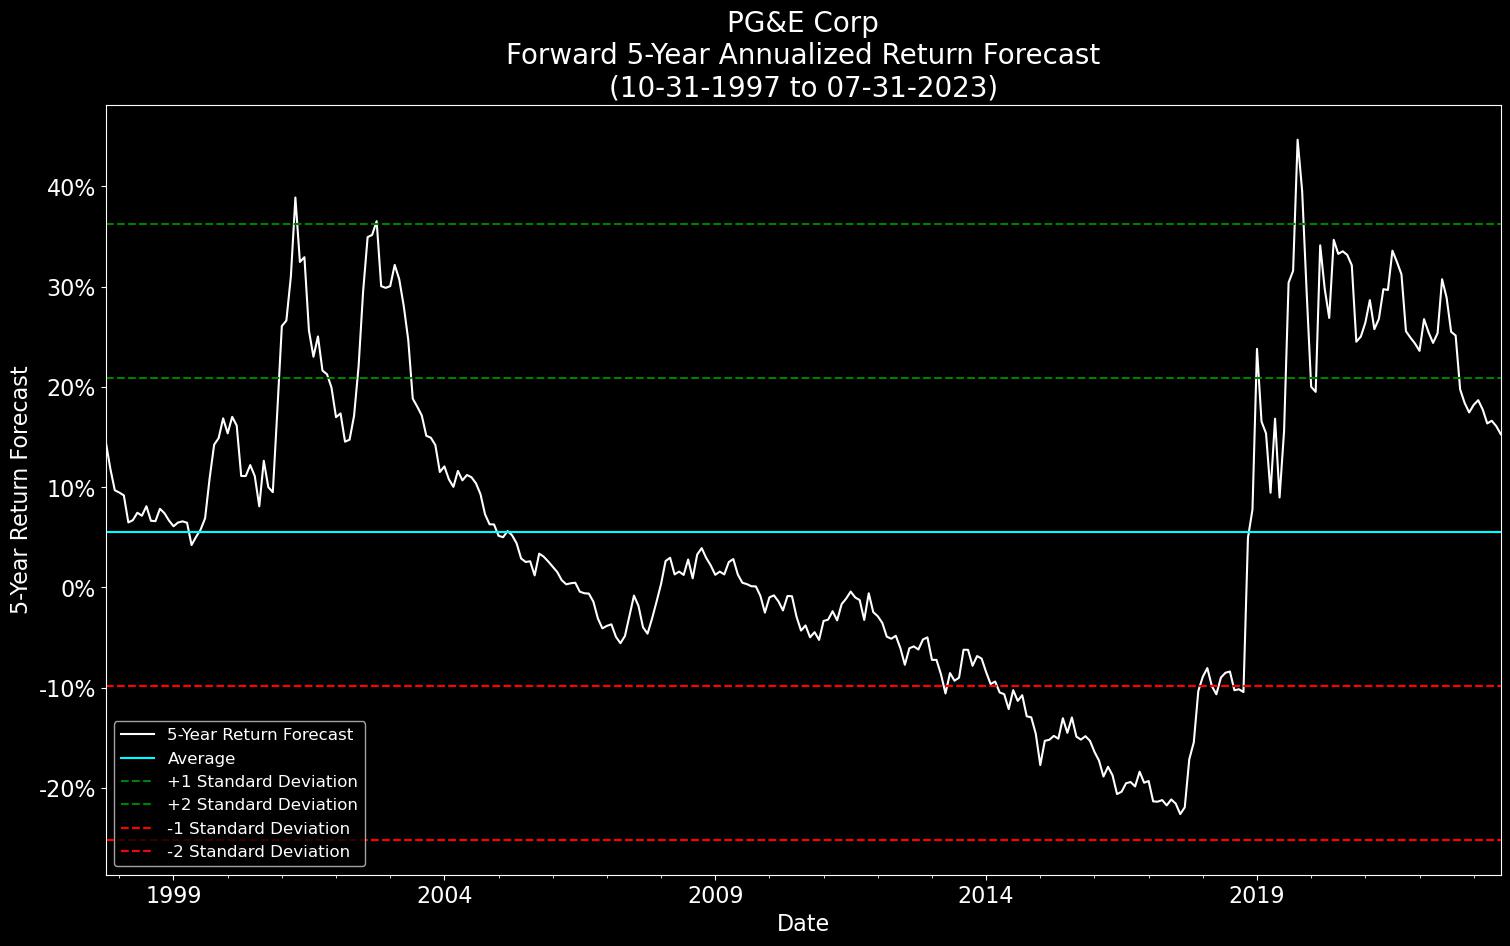 PG&E Corp
Forward 5-Year Annualized Return Forecast
(10-31-1997 to 07-31-2023)
5-Year Return Forecast
40%
30%
20%
10%
0%
-10%
-20%
5-Year Return Forecast
Average
+1 Standard Deviation
+2 Standard Deviation
-1 Standard Deviation
-2 Standard Deviation
1999
2004
2009
2014
2019
Date